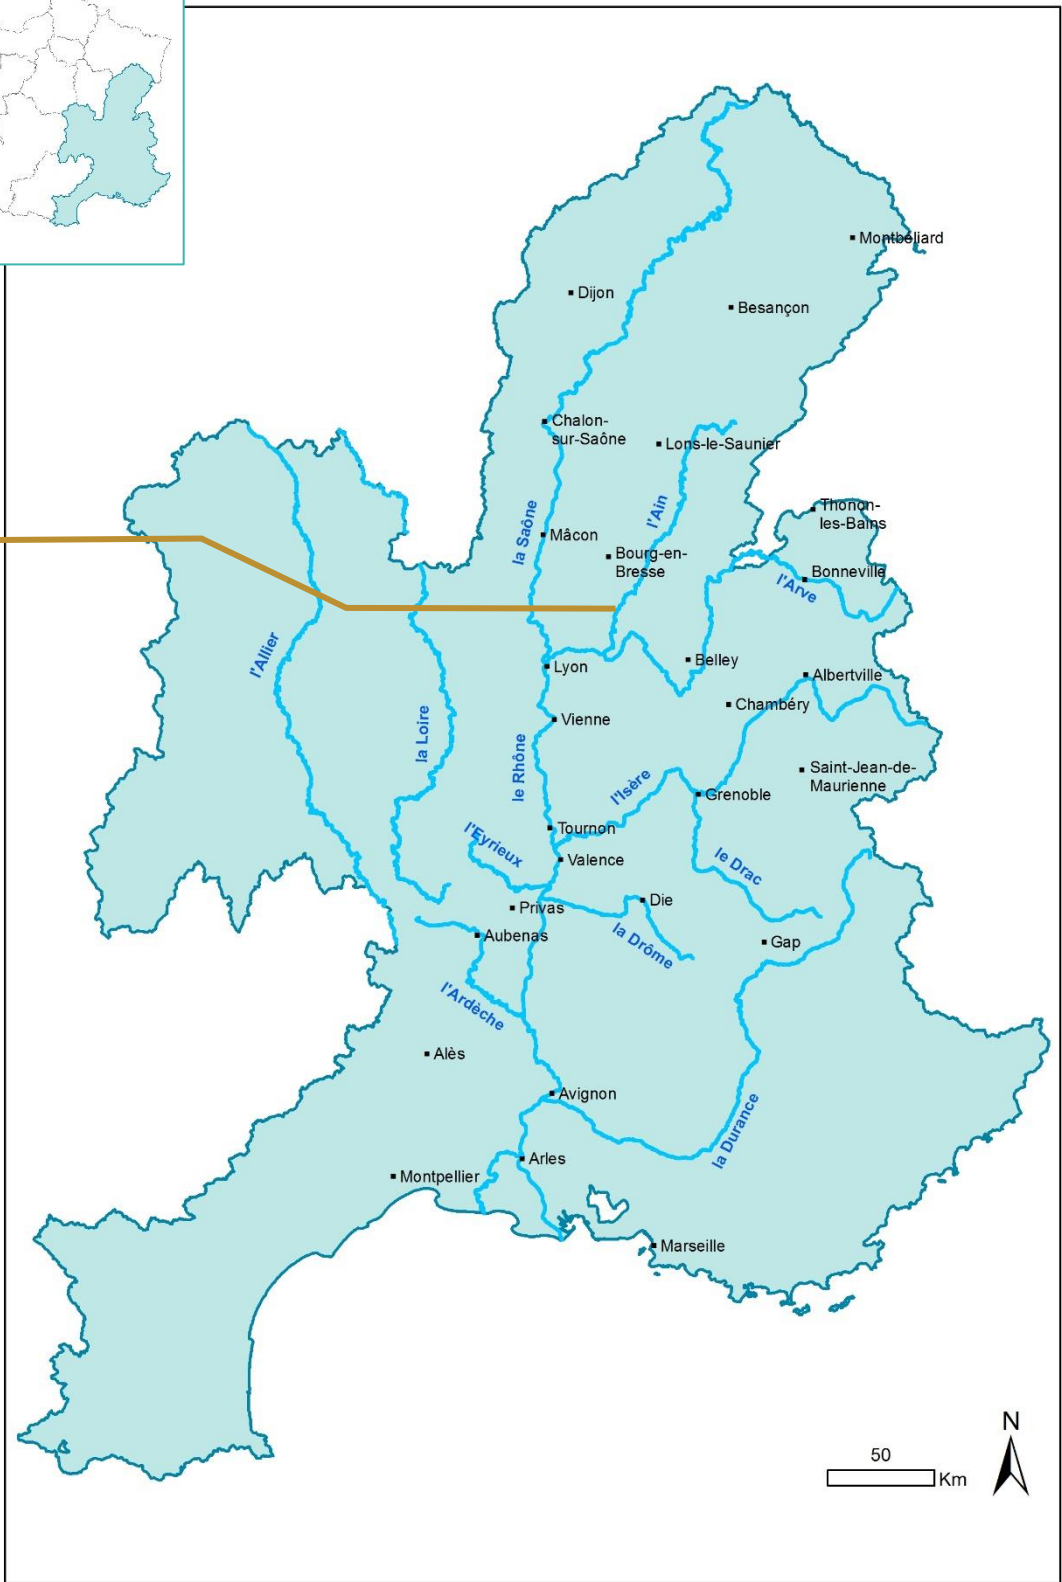 Montbéliard
Dijon
Besançon
Chalon-
sur-Saône
Lons-le-Saunier
la Saône
l'Ain
Thonon-
les-Bains
Mâcon
Bourg-en-
Bresse
Bonneville
l'Arve
l'Allier
Lyon
Belley
Albertville
Chambéry
Vienne
la Loire
le Rhône
l'Isère
Saint-Jean-de-
Maurienne
Grenoble
Tournon
l'Eyrieux
Valence
le Drac
Privas
Die
Aubenas
la Drôme
Gap
l'Ardèche
Alès
Avignon
la Durance
Arles
Montpellier
Marseille
N
50
Km